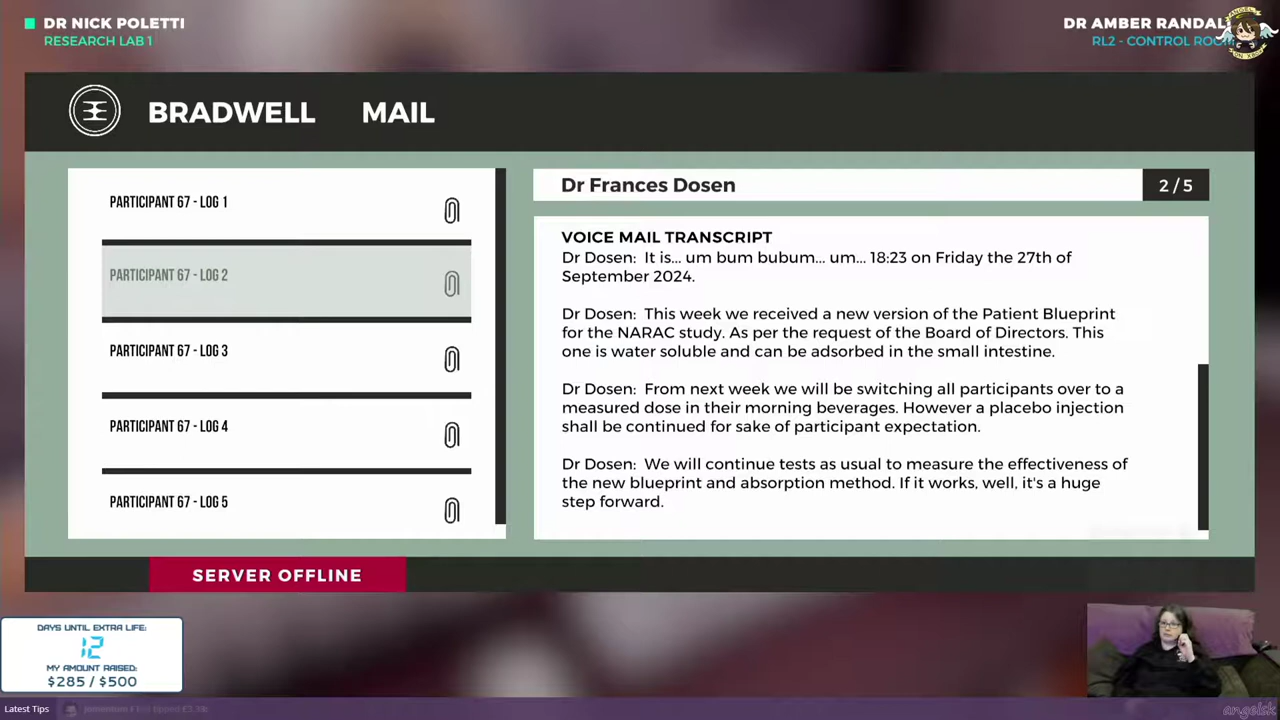 DR NICK POLETTI
RESEARCH LAB 1
DR AMBER RANDALL
RL2 - CONTROL ROOM
BRADWELL MAIL
PARTICIPANT 67 - LOG 1
PARTICIPANT 67 - LOG 2
PARTICIPANT 67 - LOG 3
PARTICIPANT 67 - LOG 4
PARTICIPANT 67 - LOG 5
Dr Frances Dosen
2 / 5
VOICE MAIL TRANSCRIPT
Dr Dosen: It is... um bum bubum... um... 18:23 on Friday the 27th of
September 2024.
Dr Dosen: This week we received a new version of the Patient Blueprint
for the NARAC study. As per the request of the Board of Directors. This
one is water soluble and can be adsorbed in the small intestine.
Dr Dosen: From next week we will be switching all participants over to a
measured dose in their morning beverages. However a placebo injection
shall be continued for sake of participant expectation.
Dr Dosen: We will continue tests as usual to measure the effectiveness of
the new blueprint and absorption method. If it works, well, it's a huge
step forward.
SERVER OFFLINE
DAYS UNTIL EXTRA LIFE:
12
MY AMOUNT RAISED:
$285 / $500
Latest Tips
angelsk